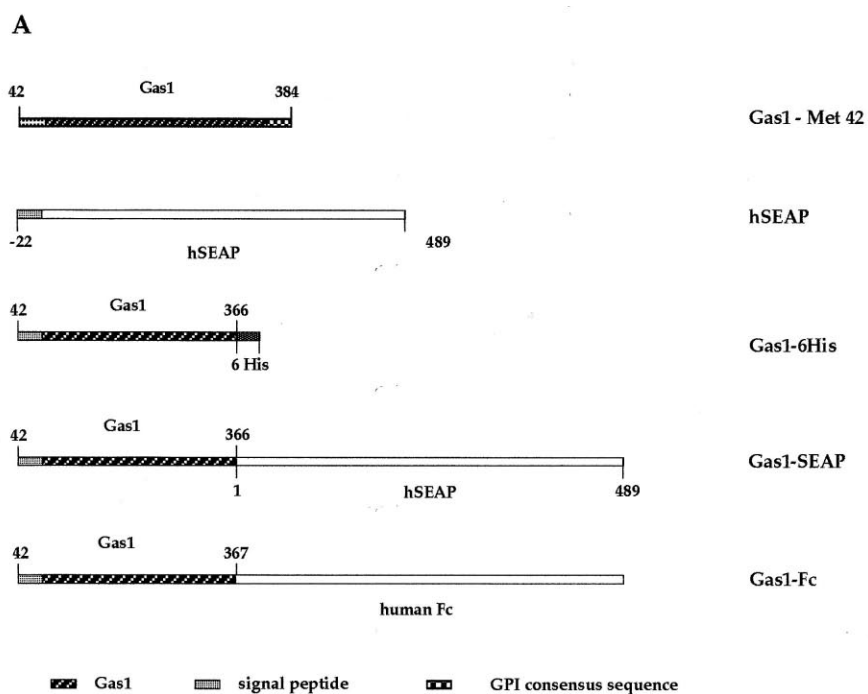 A
Gas1
42 384
Gas1 - Met 42
hSEAP
-22 489
hSEAP
Gas1
42 366
6 His
Gas1-6His
Gas1
42 366
Gas1-SEAP
1 hSEAP 489
Gas1
42 367
Gas1-Fc
human Fc
Gas1 signal peptide GPI consensus sequence